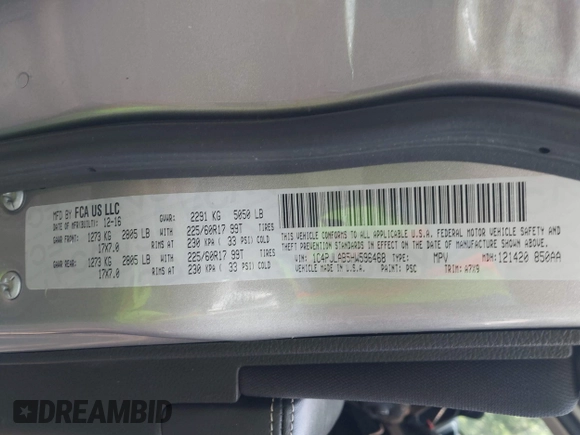 MFD BY FCA US LLC
DATE OF MFR(BUILT): 12-16
GVWR: 2291 KG 5050 LB
GAWR FRONT: 1273 KG 2805 LB WITH 225/60R17 99T TIRES
17X7.0 RIMS AT 230 KPA ( 33 PSI) COLD
GAWR REAR: 1273 KG 2805 LB WITH 225/60R17 99T TIRES
17X7.0 RIMS AT 230 KPA ( 33 PSI) COLD
THIS VEHICLE CONFORMS TO ALL APPLICABLE U.S.A. FEDERAL MOTOR VEHICLE SAFETY, BUMPER AND
THEFT PREVENTION STANDARDS IN EFFECT ON THE DATE OF MANUFACTURE SHOWN ABOVE.
VIN: 1C4PJLAB5HW596468 TYPE: MPV MDH: 121420 850AA
VEHICLE MADE IN U.S.A. PAINT: PSC TRIM: A7X9
DREAMBID